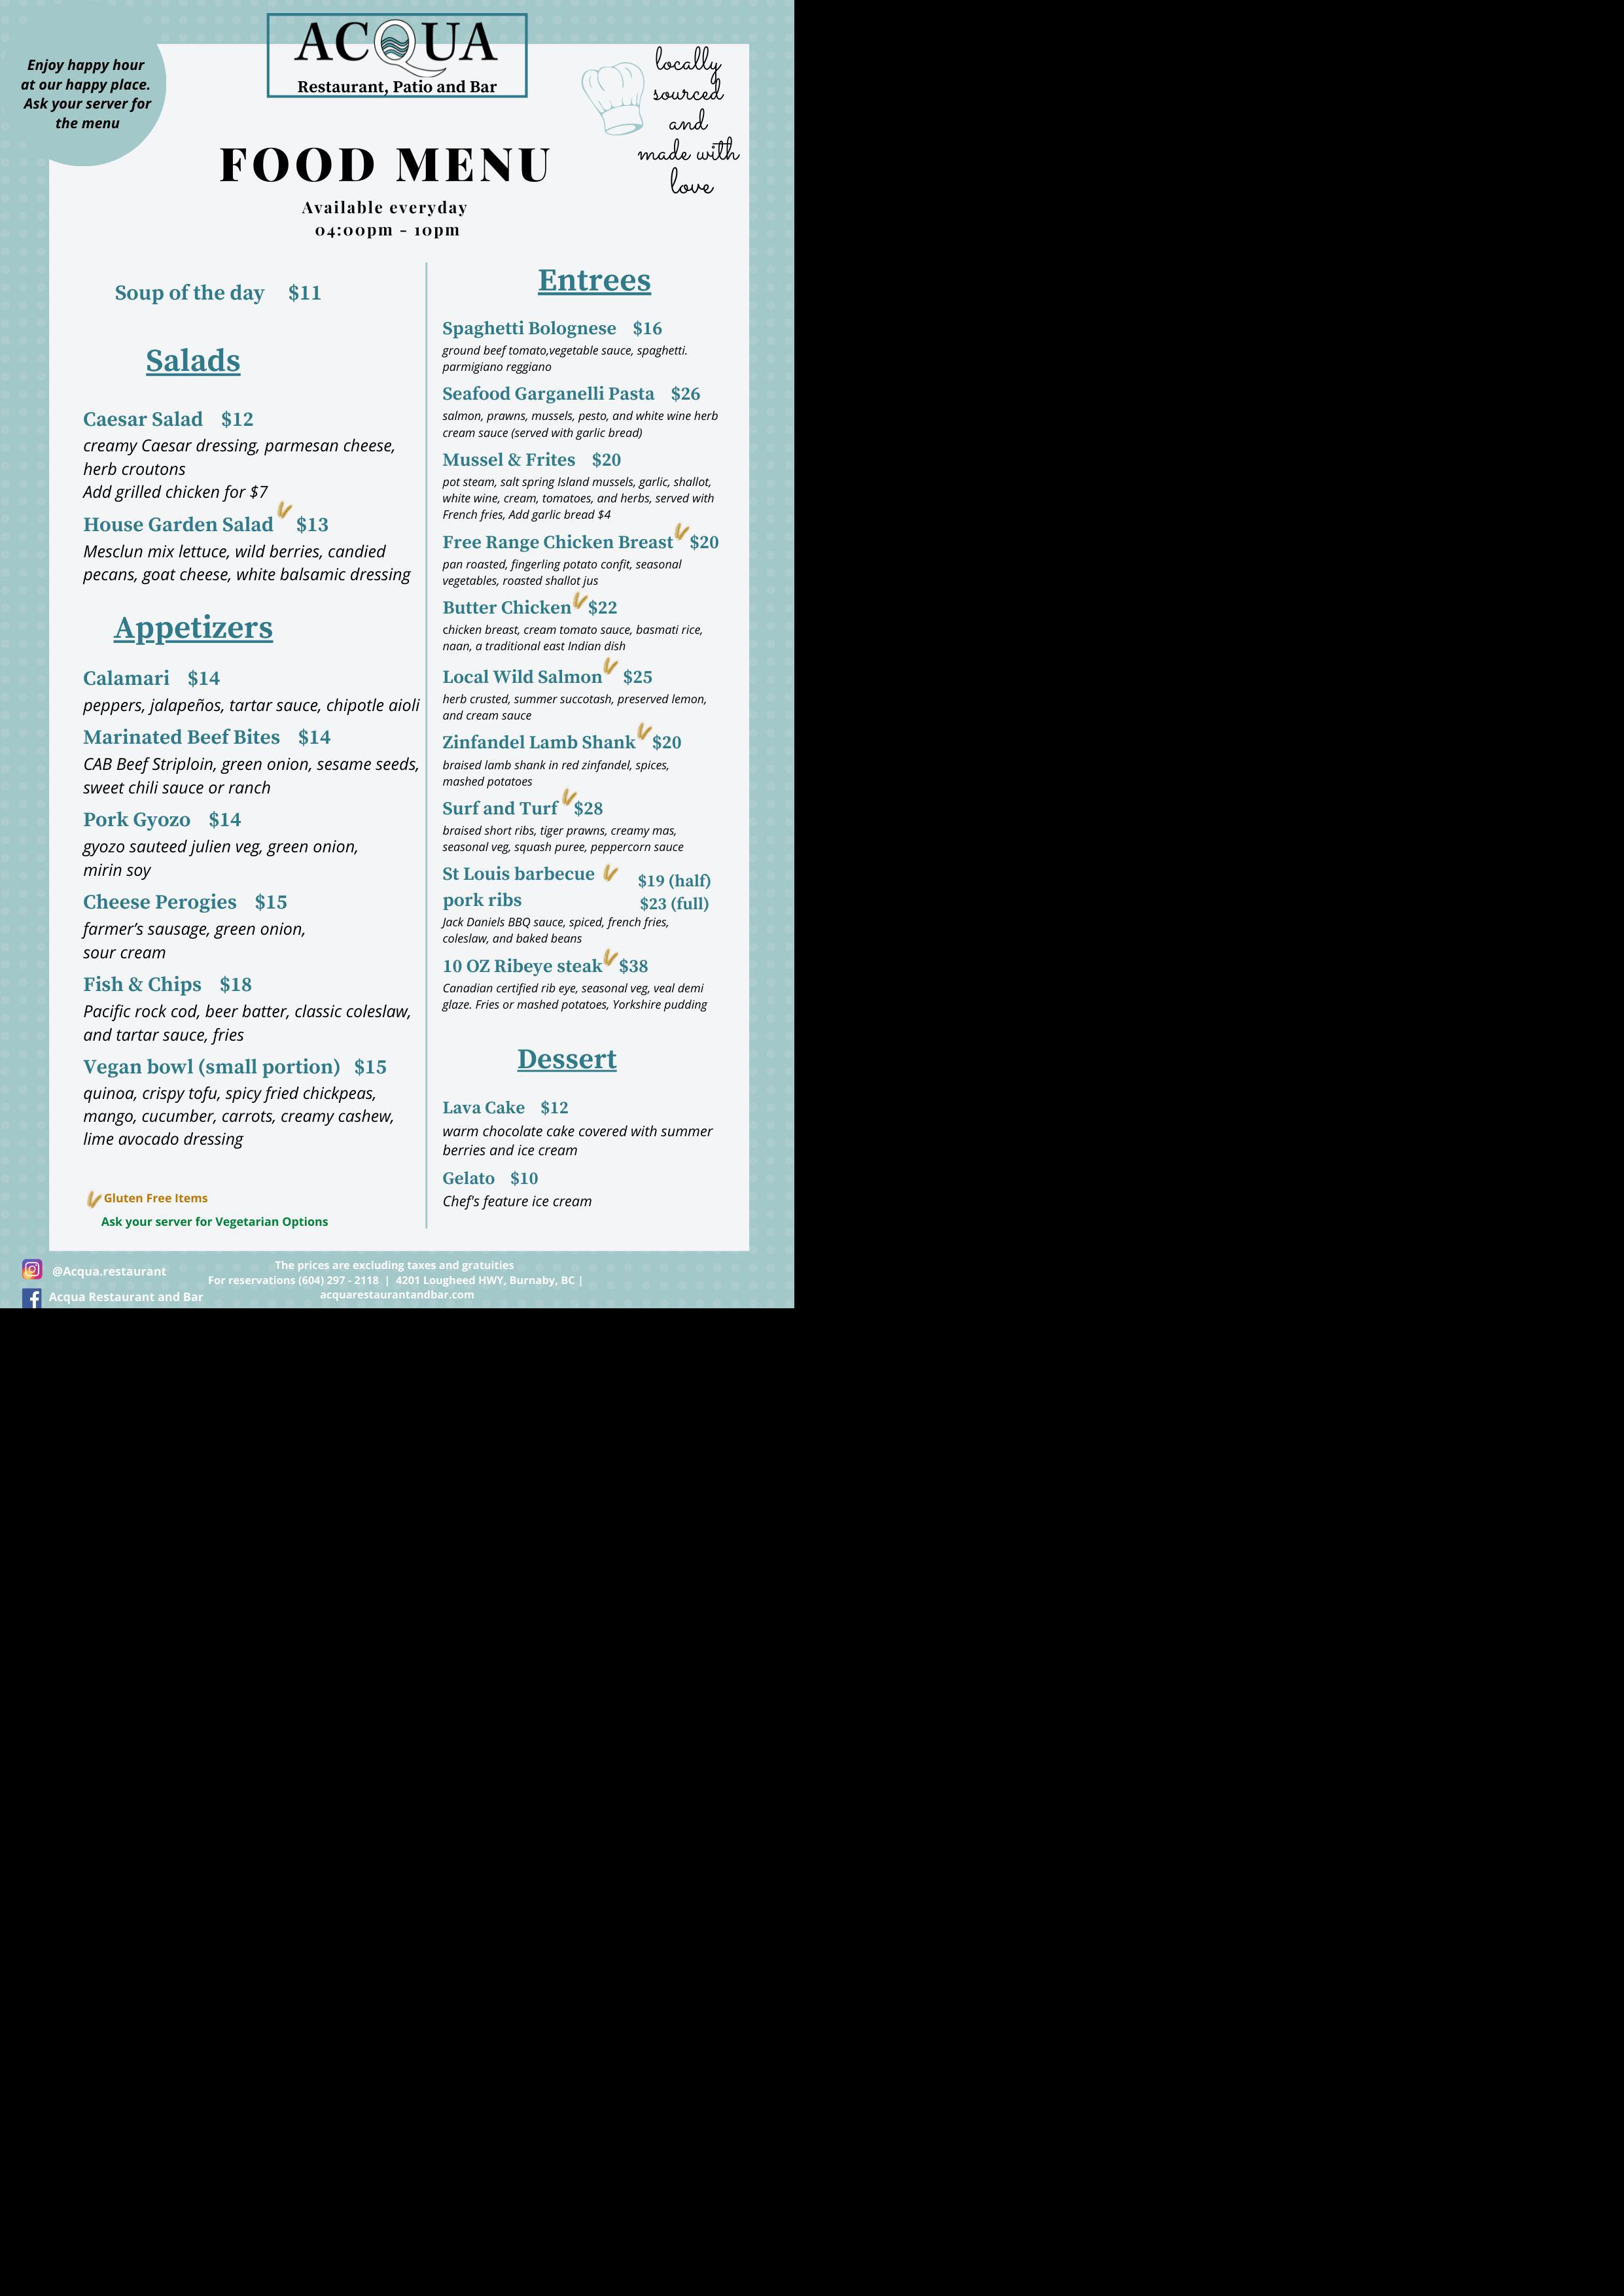 Enjoy happy hour
at our happy place.
Ask your server for
the menu
ACQUA
Restaurant, Patio and Bar
locally
sourced
and
made with
love
FOOD MENU
Available everyday
04:00pm - 10pm
Soup of the day $11
Salads
Caesar Salad $12
creamy Caesar dressing, parmesan cheese,
herb croutons
Add grilled chicken for $7
House Garden Salad $13
Mesclun mix lettuce, wild berries, candied
pecans, goat cheese, white balsamic dressing
Appetizers
Calamari $14
peppers, jalapeños, tartar sauce, chipotle aioli
Marinated Beef Bites $14
CAB Beef Striploin, green onion, sesame seeds,
sweet chili sauce or ranch
Pork Gyozo $14
gyozo sauteed julien veg, green onion,
mirin soy
Cheese Perogies $15
farmer’s sausage, green onion,
sour cream
Fish & Chips $18
Pacific rock cod, beer batter, classic coleslaw,
and tartar sauce, fries
Vegan bowl (small portion) $15
quinoa, crispy tofu, spicy fried chickpeas,
mango, cucumber, carrots, creamy cashew,
lime avocado dressing
Gluten Free Items
Ask your server for Vegetarian Options
Entrees
Spaghetti Bolognese $16
ground beef tomato,vegetable sauce, spaghetti.
parmigiano reggiano
Seafood Garganelli Pasta $26
salmon, prawns, mussels, pesto, and white wine herb
cream sauce (served with garlic bread)
Mussel & Frites $20
pot steam, salt spring Island mussels, garlic, shallot,
white wine, cream, tomatoes, and herbs, served with
French fries, Add garlic bread $4
Free Range Chicken Breast $20
pan roasted, fingerling potato confit, seasonal
vegetables, roasted shallot jus
Butter Chicken $22
chicken breast, cream tomato sauce, basmati rice,
naan, a traditional east Indian dish
Local Wild Salmon $25
herb crusted, summer succotash, preserved lemon,
and cream sauce
Zinfandel Lamb Shank $20
braised lamb shank in red zinfandel, spices,
mashed potatoes
Surf and Turf $28
braised short ribs, tiger prawns, creamy mas,
seasonal veg, squash puree, peppercorn sauce
St Louis barbecue $19 (half)
pork ribs $23 (full)
Jack Daniels BBQ sauce, spiced, french fries,
coleslaw, and baked beans
10 OZ Ribeye steak $38
Canadian certified rib eye, seasonal veg, veal demi
glaze. Fries or mashed potatoes, Yorkshire pudding
Dessert
Lava Cake $12
warm chocolate cake covered with summer
berries and ice cream
Gelato $10
Chef's feature ice cream
@Acqua.restaurant
Acqua Restaurant and Bar
The prices are excluding taxes and gratuities
For reservations (604) 297 - 2118 | 4201 Lougheed HWY, Burnaby, BC |
acquarestaurantandbar.com